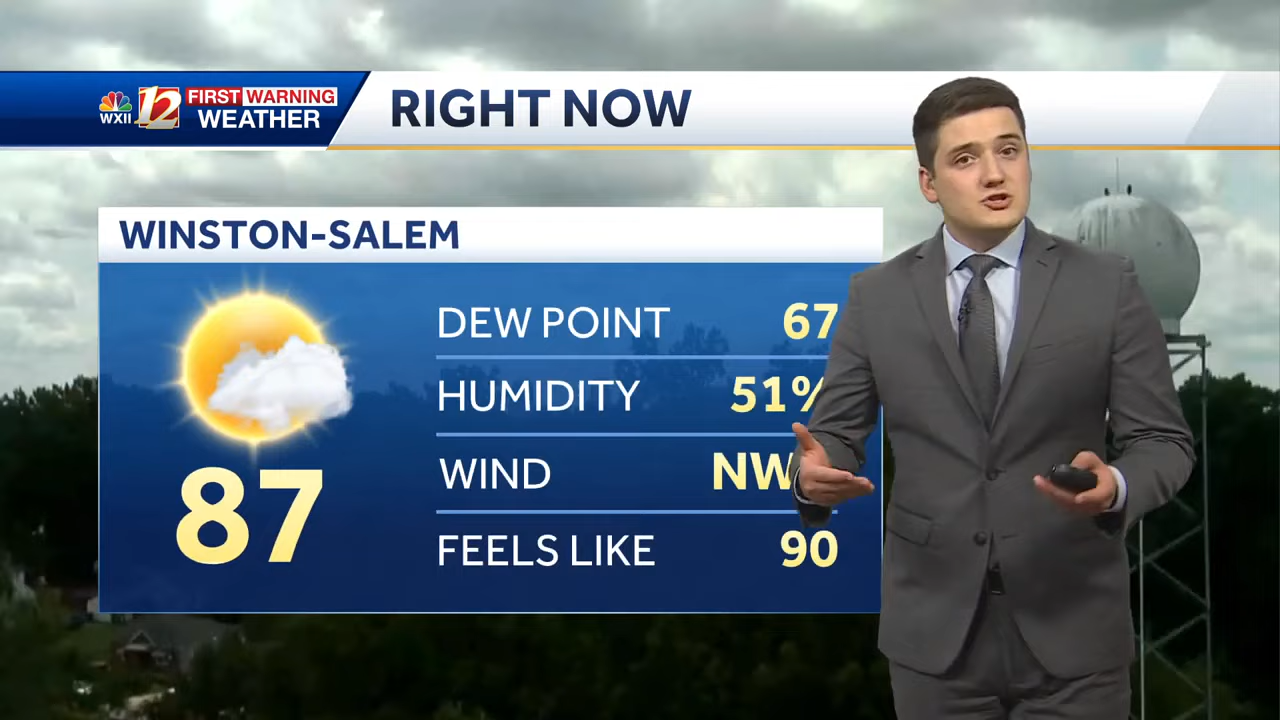 WXII 12 FIRST WARNING WEATHER
RIGHT NOW
WINSTON-SALEM
87
DEW POINT 67
HUMIDITY 51%
WIND NW
FEELS LIKE 90